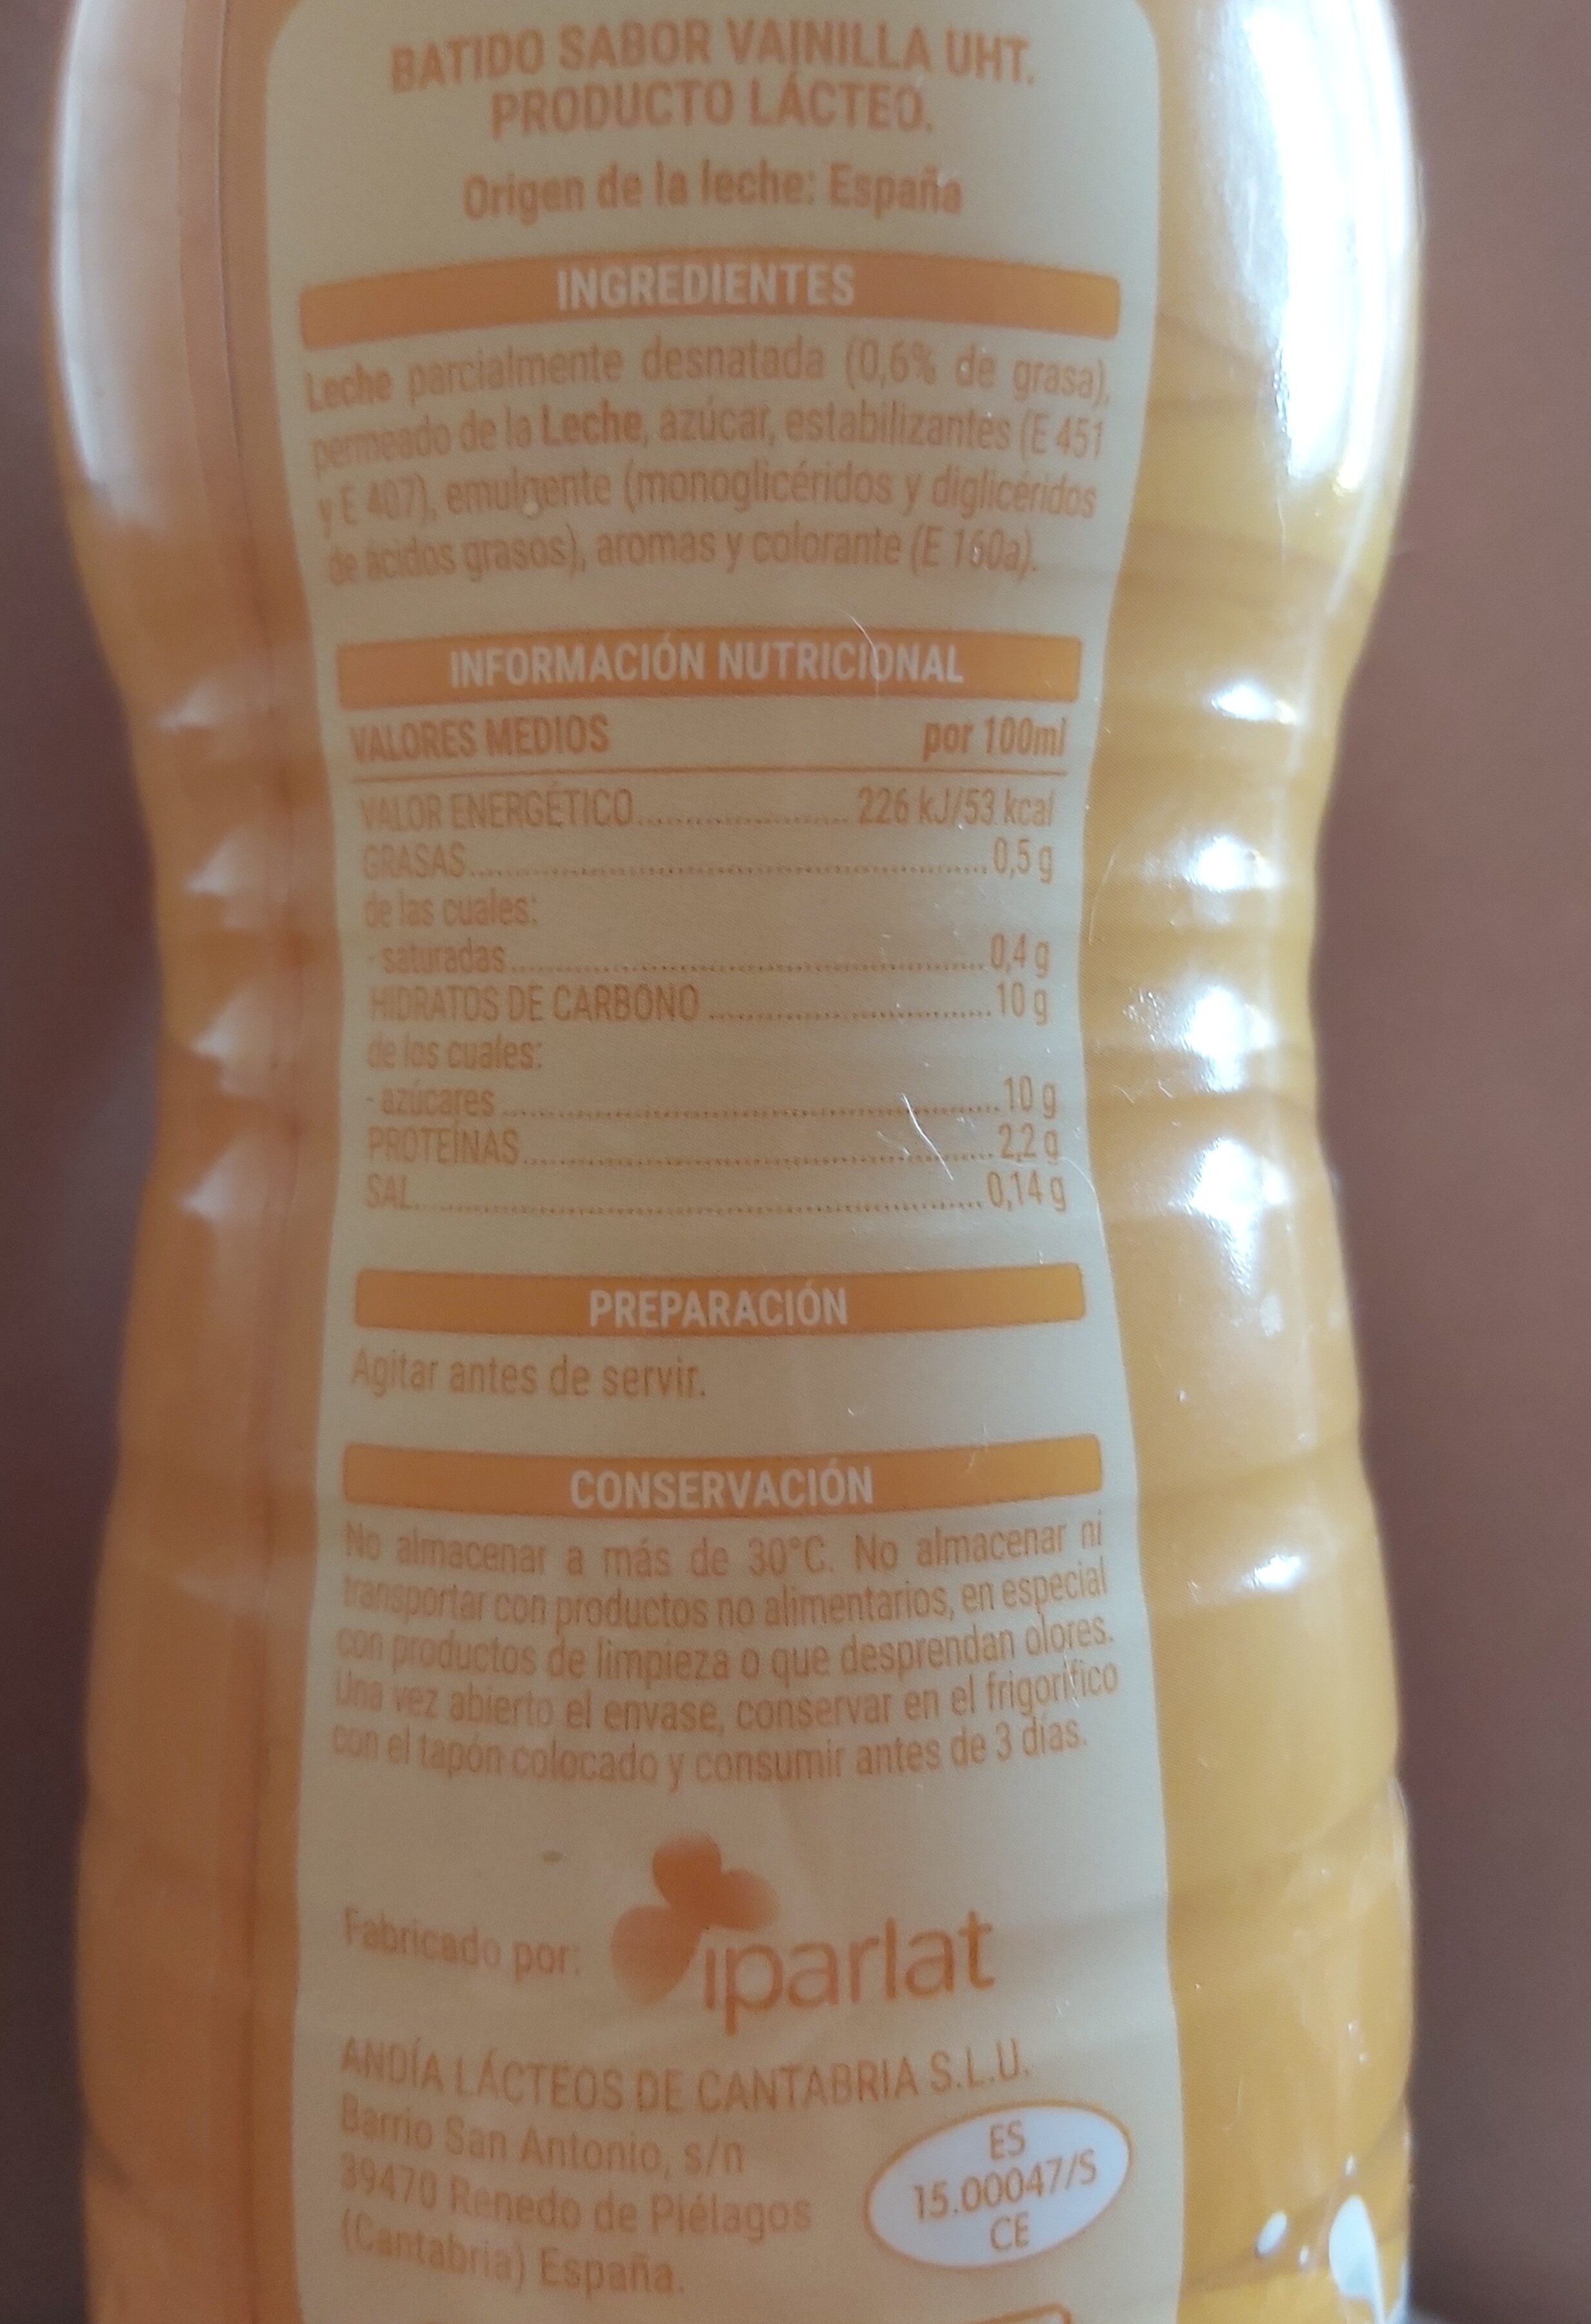 BATIDO SABOR VAINILLA UHT.
PRODUCTO LÁCTEO.
Origen de la leche: España
INGREDIENTES
Leche parcialmente desnatada (0,6% de grasa),
permeado de la Leche, azúcar, estabilizantes (E 451
y E 407), emulgente (monoglicéridos y diglicéridos
de ácidos grasos), aromas y colorante (E 160a).
INFORMACIÓN NUTRICIONAL
VALORES MEDIOS por 100ml
VALOR ENERGÉTICO.................... 226 kJ/53 kcal
GRASAS.................... 0,5 g
de las cuales:
- saturadas.................... 0,4 g
HIDRATOS DE CARBONO .................... 10 g
de los cuales:
- azúcares .................... 10 g
PROTEÍNAS.................... 2,2 g
SAL.................... 0,14 g
PREPARACIÓN
Agitar antes de servir.
CONSERVACIÓN
No almacenar a más de 30°C. No almacenar ni
transportar con productos no alimentarios, en especial
con productos de limpieza o que desprendan olores.
Una vez abierto el envase, conservar en el frigorífico
con el tapón colocado y consumir antes de 3 días.
Fabricado por: iparlat
ANDÍA LÁCTEOS DE CANTABRIA S.L.U.
Barrio San Antonio, s/n
39470 Renedo de Piélagos
(Cantabria) España.
ES
15.00047/S
CE